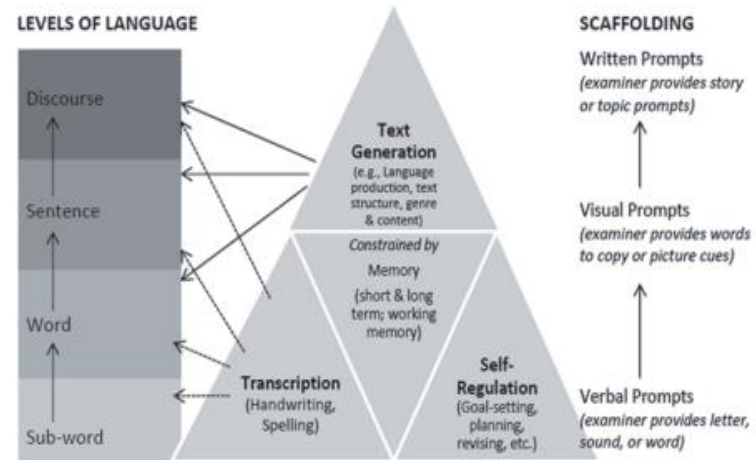 LEVELS OF LANGUAGE
Discourse
Sentence
Word
Sub-word
Text
Generation
(e.g., Language
production, text
structure, genre
& content)
Constrained by
Memory
(short & long
term; working
memory)
Transcription
(Handwriting,
Spelling)
Self-
Regulation
(Goal-setting,
planning,
revising, etc.)
SCAFFOLDING
Written Prompts
(examiner provides story
or topic prompts)
Visual Prompts
(examiner provides words
to copy or picture cues)
Verbal Prompts
(examiner provides letter,
sound, or word)